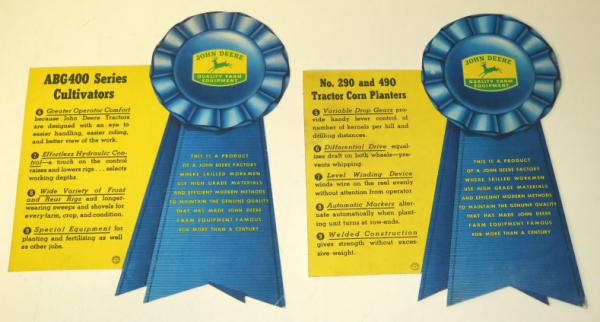 ABG400 Series
Cultivators
6 Greater Operator Comfort
because John Deere Tractors
are designed with an eye to
easier handling, easier riding,
and better view of the work.
7 Effortless Hydraulic Con-
trol—a touch on the control
raises and lowers rigs . . . selects
working depths.
8 Wide Variety of Front
and Rear Rigs and longer-
wearing sweeps and shovels for
every farm, crop, and condition.
9 Special Equipment for
planting and fertilizing as well
as other jobs.
JOHN DEERE
QUALITY FARM
EQUIPMENT
THIS IS A PRODUCT
OF A JOHN DEERE FACTORY
WHERE SKILLED WORKMEN
USE HIGH GRADE MATERIALS
AND EFFICIENT MODERN METHODS
TO MAINTAIN THE GENUINE QUALITY
THAT HAS MADE JOHN DEERE
FARM EQUIPMENT FAMOUS
FOR MORE THAN A CENTURY
No. 290 and 490
Tractor Corn Planters
5 Variable Drop Gears pro-
vide handy lever control of
number of kernels per hill and
drilling distances.
6 Differential Drive equal-
izes draft on both wheels—pre-
vents whipping.
7 Level Winding Device
winds wire on the reel evenly
without attention from operator
8 Automatic Markers alter-
nate automatically when plant-
ing unit turns at row-ends.
9 Welded Construction
gives strength without exces-
sive weight.
JOHN DEERE
QUALITY FARM
EQUIPMENT
THIS IS A PRODUCT
OF A JOHN DEERE FACTORY
WHERE SKILLED WORKMEN
USE HIGH GRADE MATERIALS
AND EFFICIENT MODERN METHODS
TO MAINTAIN THE GENUINE QUALITY
THAT HAS MADE JOHN DEERE
FARM EQUIPMENT FAMOUS
FOR MORE THAN A CENTURY